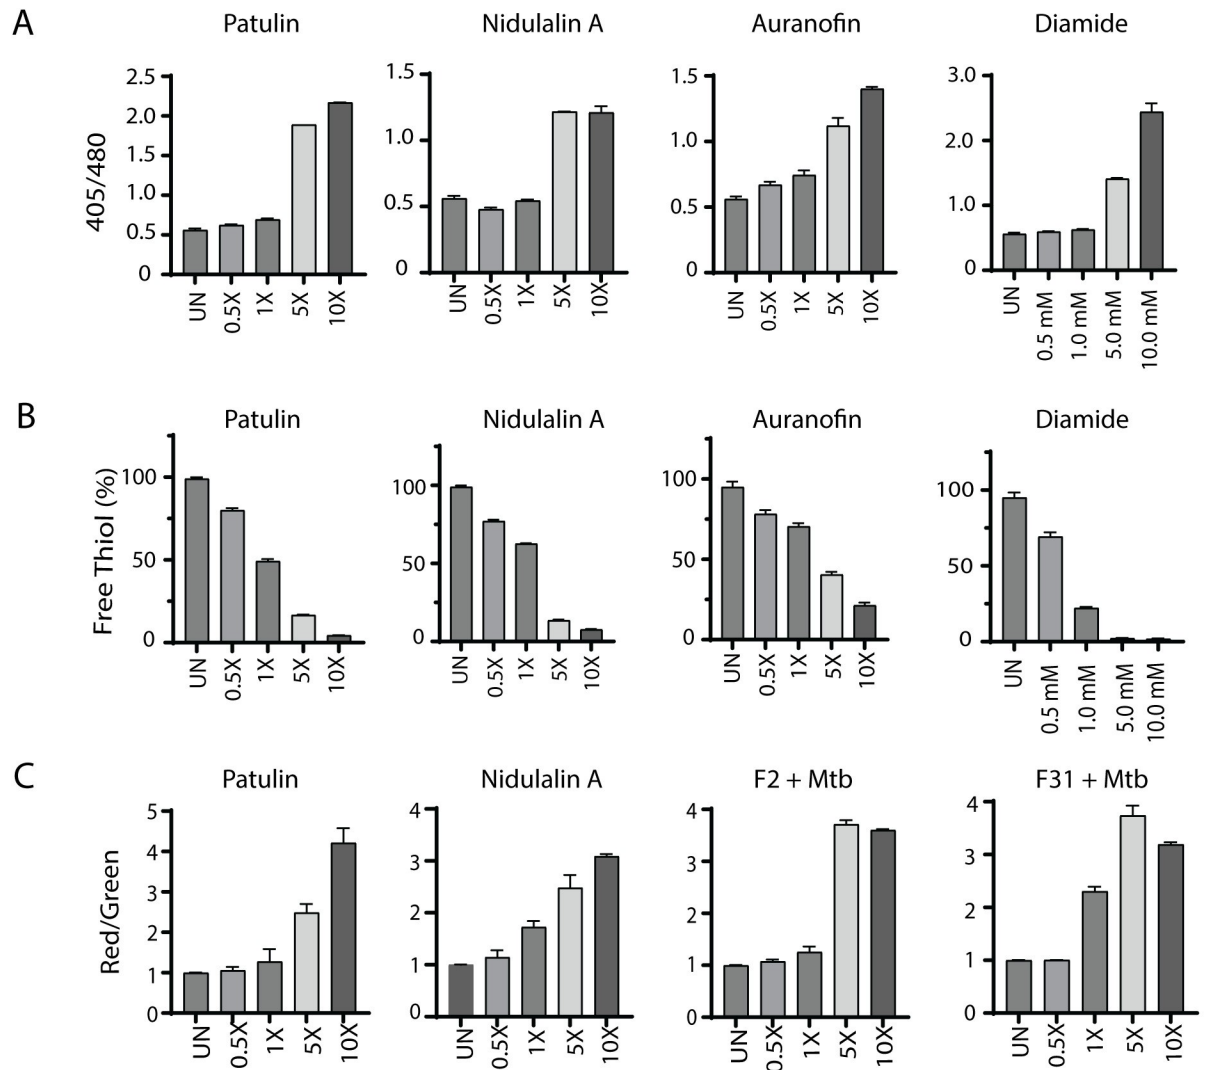 A
Patulin
Nidulalin A
Auranofin
Diamide
405/480
2.5
2.0
1.5
1.0
0.5
0
UN
0.5X
1X
5X
10X
1.5
1.0
0.5
0
UN
0.5X
1X
5X
10X
1.5
1.0
0.5
0
UN
0.5X
1X
5X
10X
3.0
2.0
1.0
0
UN
0.5 mM
1.0 mM
5.0 mM
10.0 mM
B
Patulin
Nidulalin A
Auranofin
Diamide
Free Thiol (%)
100
50
0
UN
0.5X
1X
5X
10X
100
50
0
UN
0.5X
1X
5X
10X
100
50
0
UN
0.5X
1X
5X
10X
100
50
0
UN
0.5 mM
1.0 mM
5.0 mM
10.0 mM
C
Patulin
Nidulalin A
F2 + Mtb
F31 + Mtb
Red/Green
5
4
3
2
1
0
UN
0.5X
1X
5X
10X
4
3
2
1
0
UN
0.5X
1X
5X
10X
4
3
2
1
0
UN
0.5X
1X
5X
10X
4
3
2
1
0
UN
0.5X
1X
5X
10X